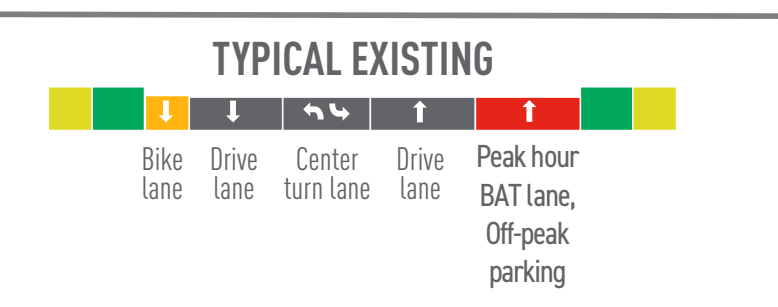 TYPICAL EXISTING
Bike
lane
Drive
lane
Center
turn lane
Drive
lane
Peak hour
BAT lane,
Off-peak
parking